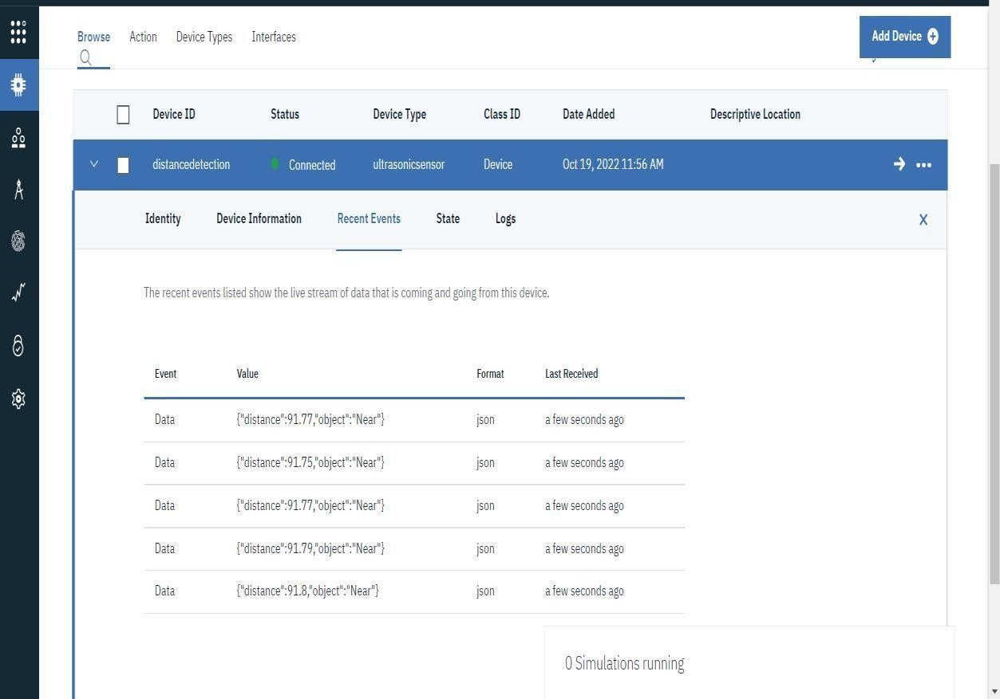 Browse Action Device Types Interfaces
Add Device
Device ID Status Device Type Class ID Date Added Descriptive Location
distancedetection Connected ultrasonicsensor Device Oct 19, 2022 11:56 AM
Identity Device Information Recent Events State Logs
The recent events listed show the live stream of data that is coming and going from this device.
Event Value Format Last Received
Data {"distance":91.77,"object":"Near"} json a few seconds ago
Data {"distance":91.75,"object":"Near"} json a few seconds ago
Data {"distance":91.77,"object":"Near"} json a few seconds ago
Data {"distance":91.79,"object":"Near"} json a few seconds ago
Data {"distance":91.8,"object":"Near"} json a few seconds ago
0 Simulations running